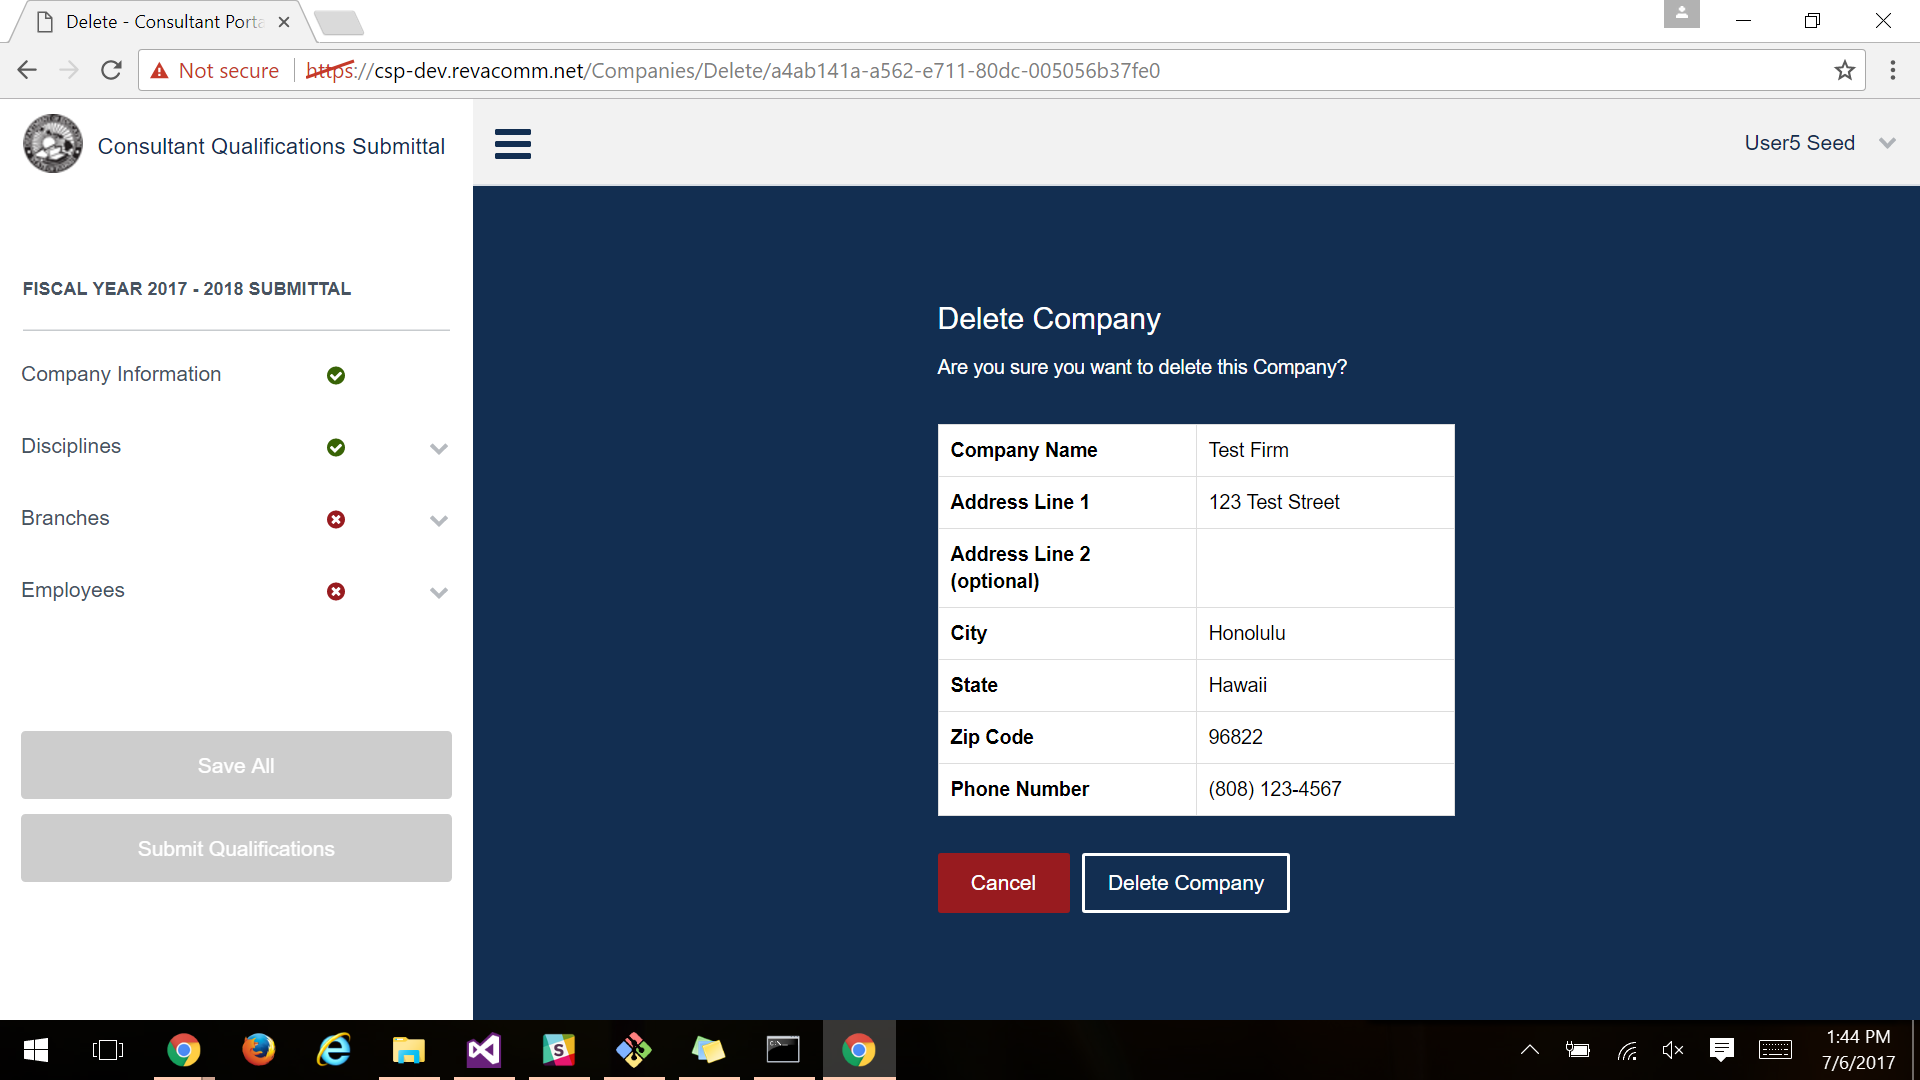 Delete - Consultant Porta
Not secure
https://csp-dev.revacomm.net/Companies/Delete/a4ab141a-a562-e711-80dc-005056b37fe0
Consultant Qualifications Submittal
User5 Seed
FISCAL YEAR 2017 - 2018 SUBMITTAL
Company Information
Disciplines
Branches
Employees
Save All
Submit Qualifications
Delete Company
Are you sure you want to delete this Company?
Company Name Test Firm
Address Line 1 123 Test Street
Address Line 2
(optional)
City Honolulu
State Hawaii
Zip Code 96822
Phone Number (808) 123-4567
Cancel Delete Company
1:44 PM
7/6/2017